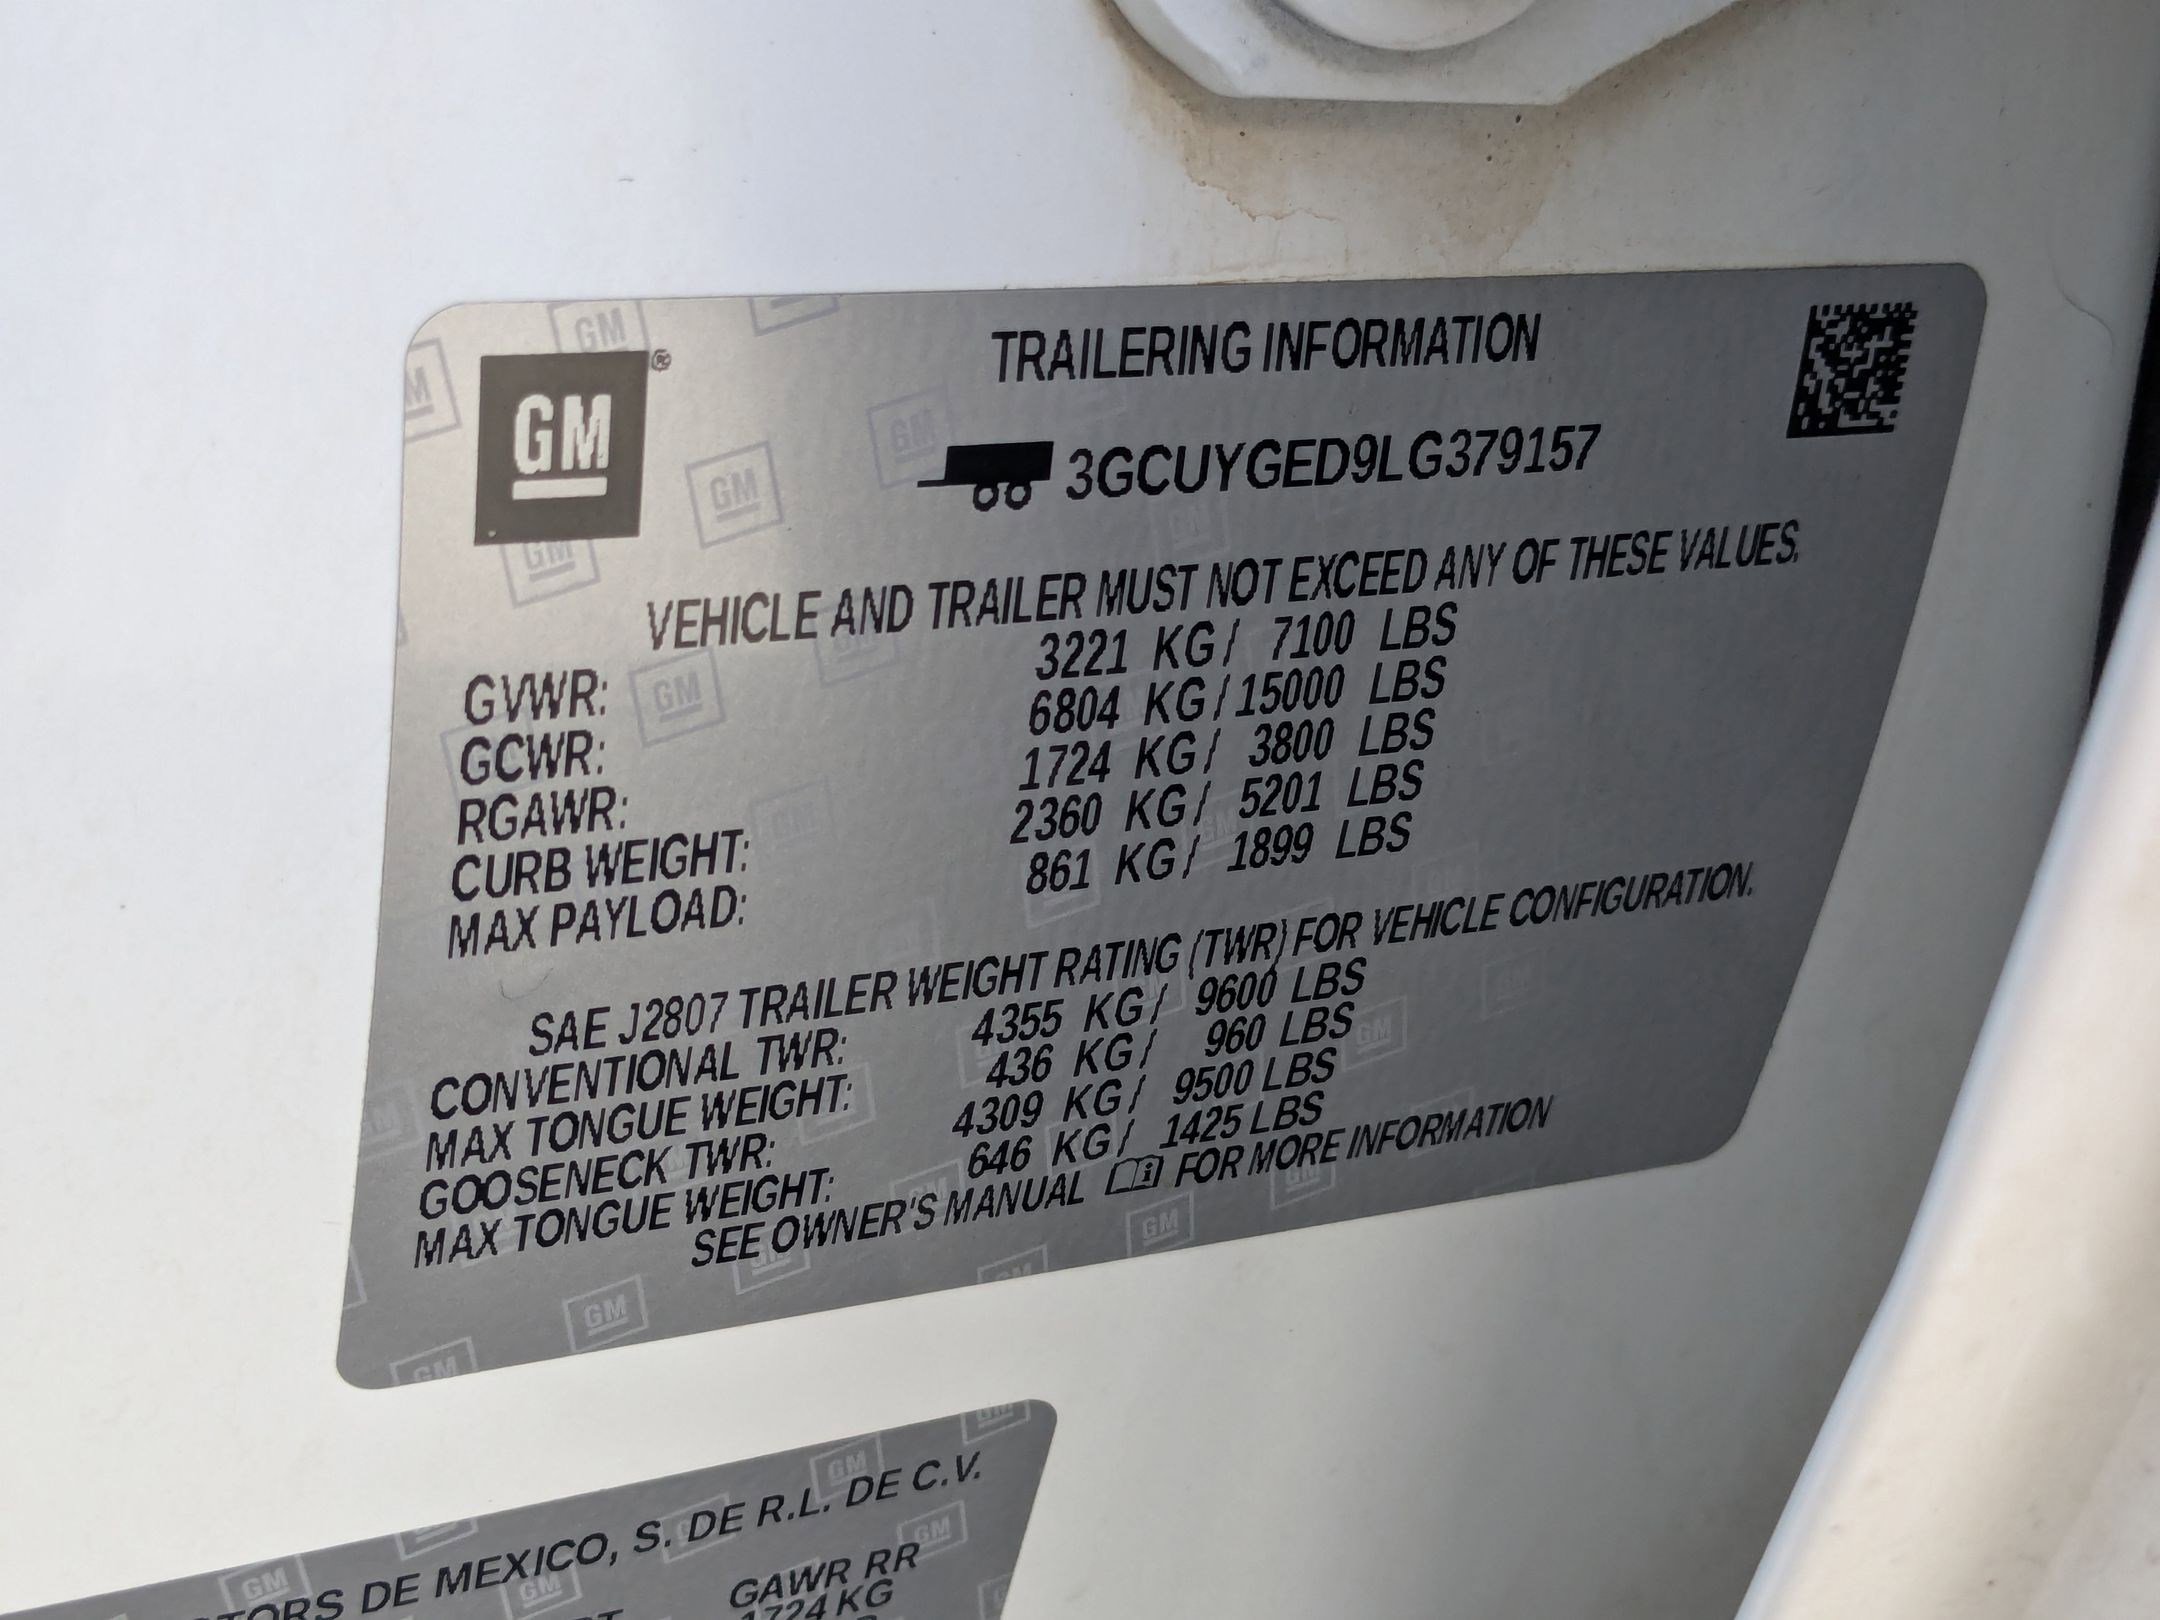 GM
TRAILERING INFORMATION
3GCUYGED9LG379157
VEHICLE AND TRAILER MUST NOT EXCEED ANY OF THESE VALUES.
GVWR: 3221 KG/ 7100 LBS
GCWR: 6804 KG/15000 LBS
RGAWR: 1724 KG/ 3800 LBS
CURB WEIGHT: 2360 KG/ 5201 LBS
MAX PAYLOAD: 861 KG/ 1899 LBS
SAE J2807 TRAILER WEIGHT RATING (TWR) FOR VEHICLE CONFIGURATION.
CONVENTIONAL TWR: 4355 KG/ 9600 LBS
MAX TONGUE WEIGHT: 436 KG/ 960 LBS
GOOSENECK TWR: 4309 KG/ 9500 LBS
MAX TONGUE WEIGHT: 646 KG/ 1425 LBS
SEE OWNER'S MANUAL FOR MORE INFORMATION
DE MEXICO, S. DE R.L. DE C.V.
GAWR RR
1724 KG